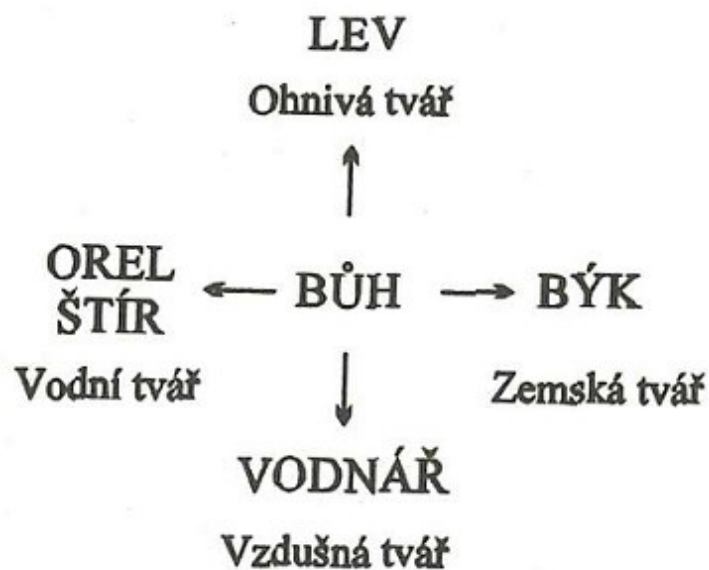 LEV
Ohnivá tvář
OREL
ŠTÍR
BŮH
BÝK
Vodní tvář
Zemská tvář
VODNÁŘ
Vzdušná tvář